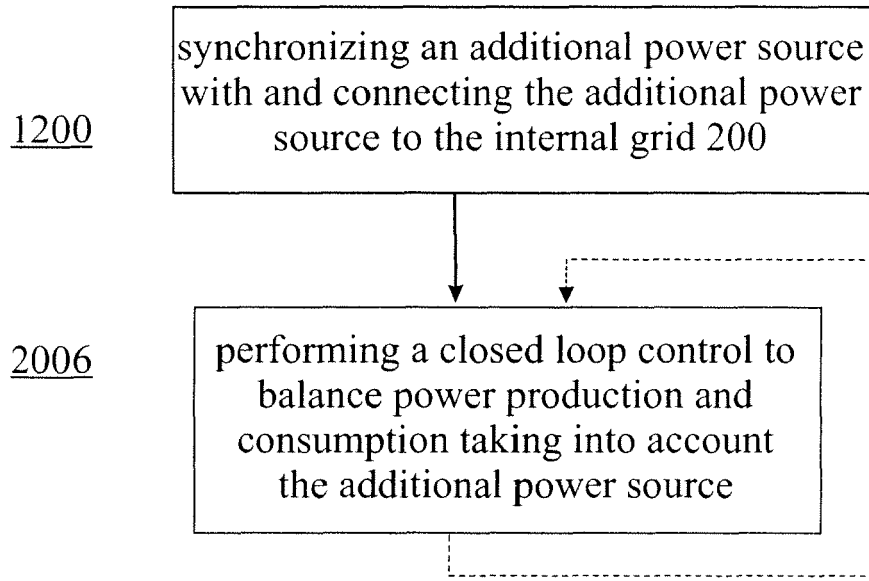 synchronizing an additional power source
with and connecting the additional power
source to the internal grid 200
1200
performing a closed loop control to
balance power production and
consumption taking into account
the additional power source
2006